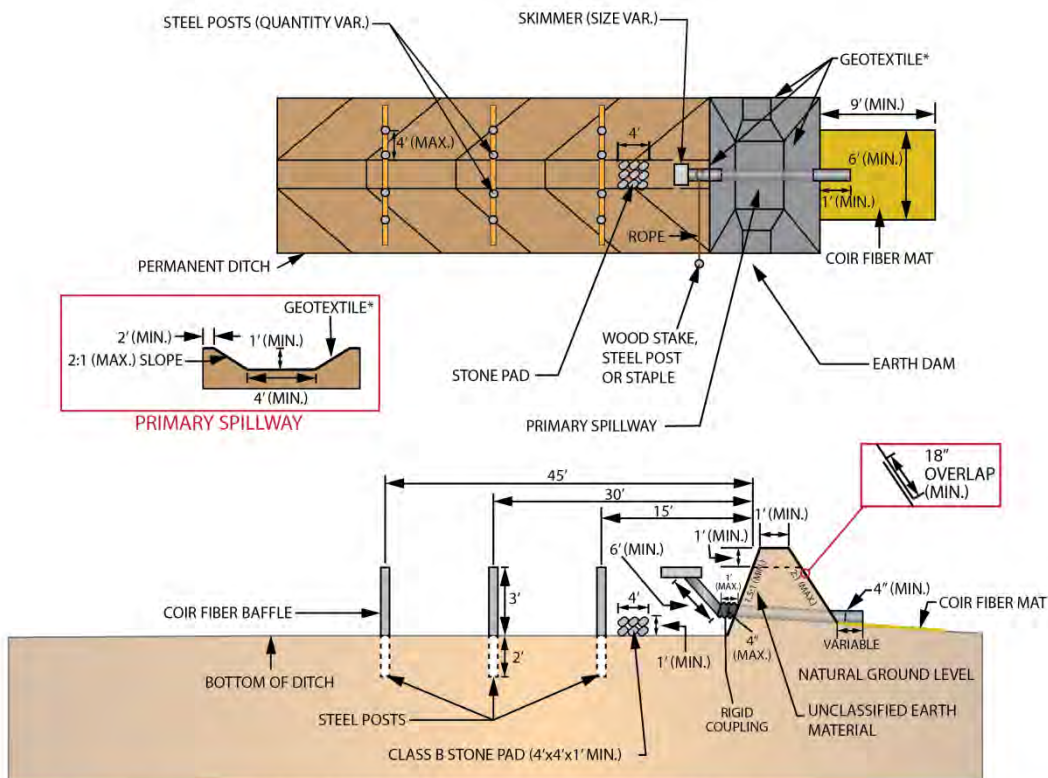 STEEL POSTS (QUANTITY VAR.)
SKIMMER (SIZE VAR.)
GEOTEXTILE*
9' (MIN.)
4' (MAX.)
4'
6' (MIN.)
1' (MIN.)
ROPE
COIR FIBER MAT
PERMANENT DITCH
GEOTEXTILE*
2' (MIN.)
1' (MIN.)
2:1 (MAX.) SLOPE
4' (MIN.)
PRIMARY SPILLWAY
WOOD STAKE,
STEEL POST
OR STAPLE
STONE PAD
EARTH DAM
PRIMARY SPILLWAY
18"
OVERLAP
(MIN.)
45'
30'
15'
1' (MIN.)
1' (MIN.)
6' (MIN.)
1'
(MAX.)
1.5:1 (MIN.)
2:1 (MAX.)
4" (MIN.)
COIR FIBER BAFFLE
3'
4'
COIR FIBER MAT
VARIABLE
4"
(MAX.)
1' (MIN.)
2'
BOTTOM OF DITCH
NATURAL GROUND LEVEL
STEEL POSTS
RIGID
COUPLING
UNCLASSIFIED EARTH
MATERIAL
CLASS B STONE PAD (4'x4'x1' MIN.)